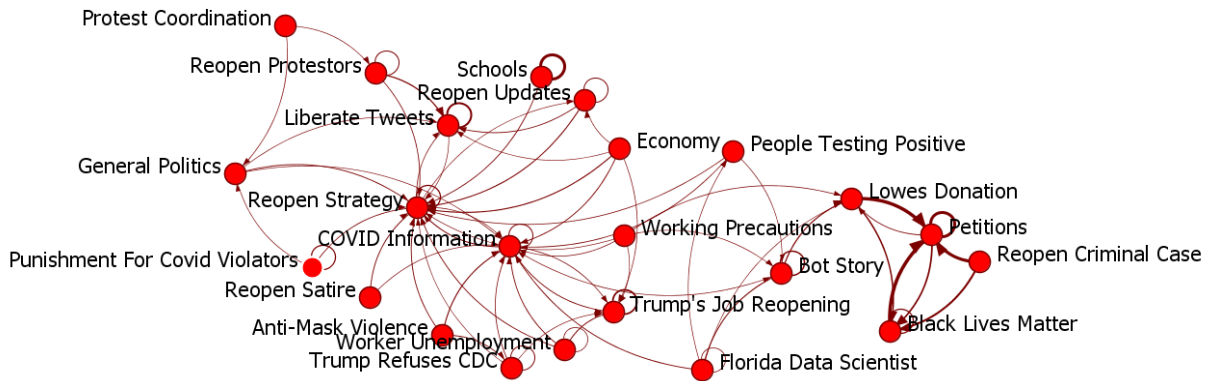 Protest Coordination
Reopen Protestors
Schools
Reopen Updates
Liberate Tweets
Economy
People Testing Positive
General Politics
Lowes Donation
Reopen Strategy
Working Precautions
Petitions
COVID Information
Reopen Criminal Case
Punishment For Covid Violators
Bot Story
Reopen Satire
Trump's Job Reopening
Black Lives Matter
Anti-Mask Violence
Worker Unemployment
Trump Refuses CDC
Florida Data Scientist